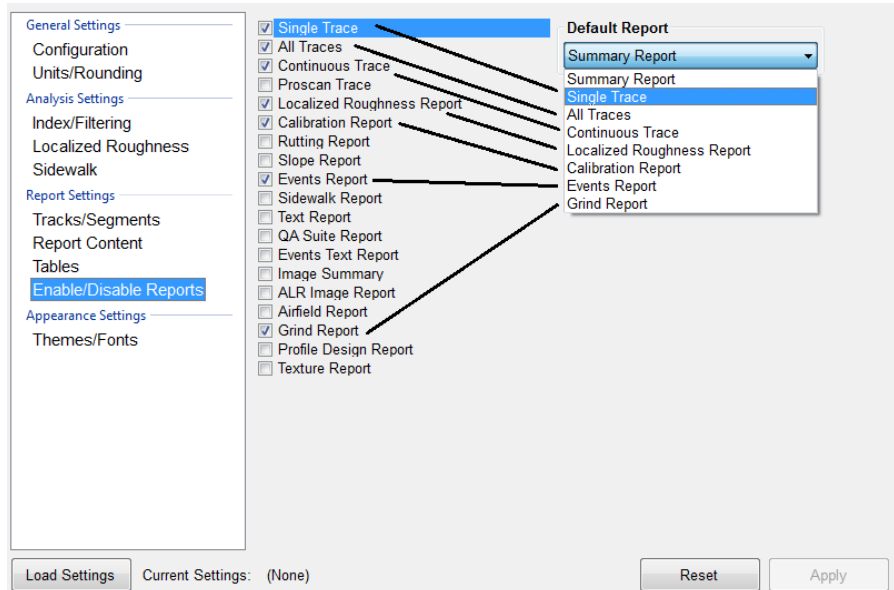 General Settings
Configuration
Units/Rounding
Analysis Settings
Index/Filtering
Localized Roughness
Sidewalk
Report Settings
Tracks/Segments
Report Content
Tables
Enable/Disable Reports
Appearance Settings
Themes/Fonts
Single Trace
All Traces
Continuous Trace
Proscan Trace
Localized Roughness Report
Calibration Report
Rutting Report
Slope Report
Events Report
Sidewalk Report
Text Report
QA Suite Report
Events Text Report
Image Summary
ALR Image Report
Airfield Report
Grind Report
Profile Design Report
Texture Report
Default Report
Summary Report
Summary Report
Single Trace
All Traces
Continuous Trace
Localized Roughness Report
Calibration Report
Events Report
Grind Report
Load Settings Current Settings: (None) Reset Apply